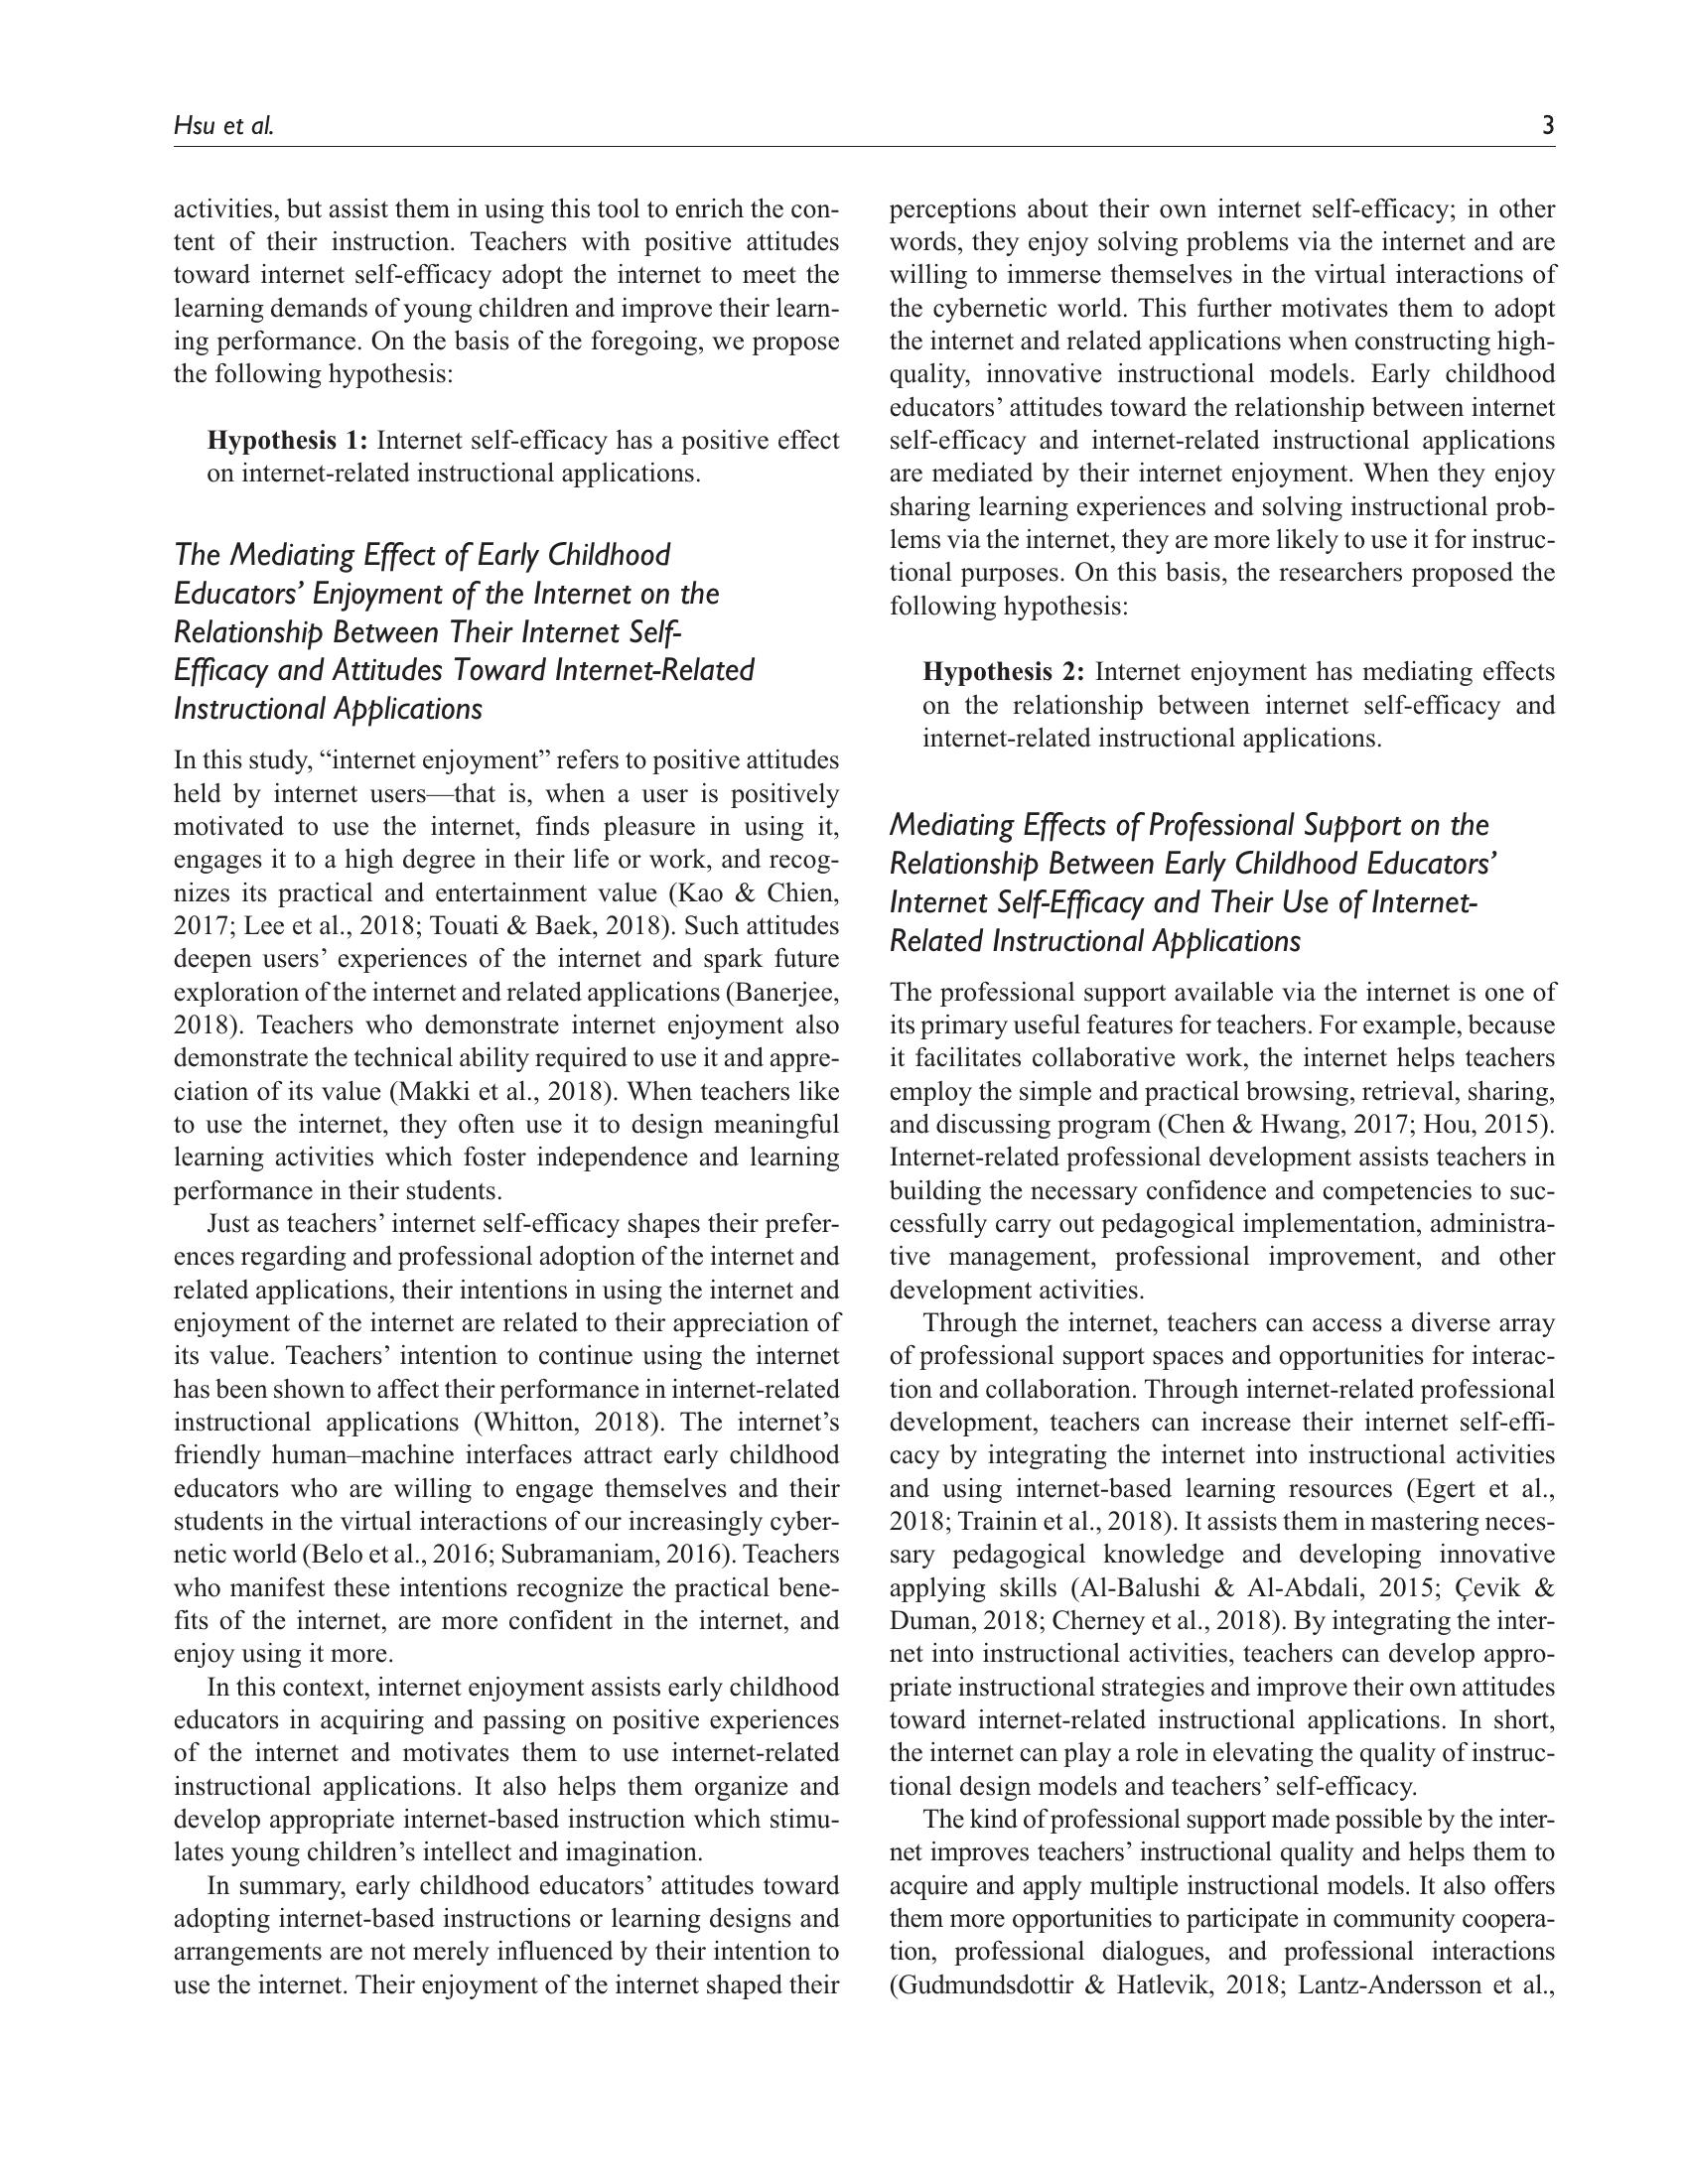 Hsu et al.
3
activities, but assist them in using this tool to enrich the con-
tent of their instruction. Teachers with positive attitudes
toward internet self-efficacy adopt the internet to meet the
learning demands of young children and improve their learn-
ing performance. On the basis of the foregoing, we propose
the following hypothesis:
Hypothesis 1: Internet self-efficacy has a positive effect
on internet-related instructional applications.
The Mediating Effect of Early Childhood
Educators’ Enjoyment of the Internet on the
Relationship Between Their Internet Self-
Efficacy and Attitudes Toward Internet-Related
Instructional Applications
In this study, “internet enjoyment” refers to positive attitudes
held by internet users—that is, when a user is positively
motivated to use the internet, finds pleasure in using it,
engages it to a high degree in their life or work, and recog-
nizes its practical and entertainment value (Kao & Chien,
2017; Lee et al., 2018; Touati & Baek, 2018). Such attitudes
deepen users’ experiences of the internet and spark future
exploration of the internet and related applications (Banerjee,
2018). Teachers who demonstrate internet enjoyment also
demonstrate the technical ability required to use it and appre-
ciation of its value (Makki et al., 2018). When teachers like
to use the internet, they often use it to design meaningful
learning activities which foster independence and learning
performance in their students.
Just as teachers’ internet self-efficacy shapes their prefer-
ences regarding and professional adoption of the internet and
related applications, their intentions in using the internet and
enjoyment of the internet are related to their appreciation of
its value. Teachers’ intention to continue using the internet
has been shown to affect their performance in internet-related
instructional applications (Whitton, 2018). The internet’s
friendly human–machine interfaces attract early childhood
educators who are willing to engage themselves and their
students in the virtual interactions of our increasingly cyber-
netic world (Belo et al., 2016; Subramaniam, 2016). Teachers
who manifest these intentions recognize the practical bene-
fits of the internet, are more confident in the internet, and
enjoy using it more.
In this context, internet enjoyment assists early childhood
educators in acquiring and passing on positive experiences
of the internet and motivates them to use internet-related
instructional applications. It also helps them organize and
develop appropriate internet-based instruction which stimu-
lates young children’s intellect and imagination.
In summary, early childhood educators’ attitudes toward
adopting internet-based instructions or learning designs and
arrangements are not merely influenced by their intention to
use the internet. Their enjoyment of the internet shaped their
perceptions about their own internet self-efficacy; in other
words, they enjoy solving problems via the internet and are
willing to immerse themselves in the virtual interactions of
the cybernetic world. This further motivates them to adopt
the internet and related applications when constructing high-
quality, innovative instructional models. Early childhood
educators’ attitudes toward the relationship between internet
self-efficacy and internet-related instructional applications
are mediated by their internet enjoyment. When they enjoy
sharing learning experiences and solving instructional prob-
lems via the internet, they are more likely to use it for instruc-
tional purposes. On this basis, the researchers proposed the
following hypothesis:
Hypothesis 2: Internet enjoyment has mediating effects
on the relationship between internet self-efficacy and
internet-related instructional applications.
Mediating Effects of Professional Support on the
Relationship Between Early Childhood Educators’
Internet Self-Efficacy and Their Use of Internet-
Related Instructional Applications
The professional support available via the internet is one of
its primary useful features for teachers. For example, because
it facilitates collaborative work, the internet helps teachers
employ the simple and practical browsing, retrieval, sharing,
and discussing program (Chen & Hwang, 2017; Hou, 2015).
Internet-related professional development assists teachers in
building the necessary confidence and competencies to suc-
cessfully carry out pedagogical implementation, administra-
tive management, professional improvement, and other
development activities.
Through the internet, teachers can access a diverse array
of professional support spaces and opportunities for interac-
tion and collaboration. Through internet-related professional
development, teachers can increase their internet self-effi-
cacy by integrating the internet into instructional activities
and using internet-based learning resources (Egert et al.,
2018; Trainin et al., 2018). It assists them in mastering neces-
sary pedagogical knowledge and developing innovative
applying skills (Al-Balushi & Al-Abdali, 2015; Çevik &
Duman, 2018; Cherney et al., 2018). By integrating the inter-
net into instructional activities, teachers can develop appro-
priate instructional strategies and improve their own attitudes
toward internet-related instructional applications. In short,
the internet can play a role in elevating the quality of instruc-
tional design models and teachers’ self-efficacy.
The kind of professional support made possible by the inter-
net improves teachers’ instructional quality and helps them to
acquire and apply multiple instructional models. It also offers
them more opportunities to participate in community coopera-
tion, professional dialogues, and professional interactions
(Gudmundsdottir & Hatlevik, 2018; Lantz-Andersson et al.,